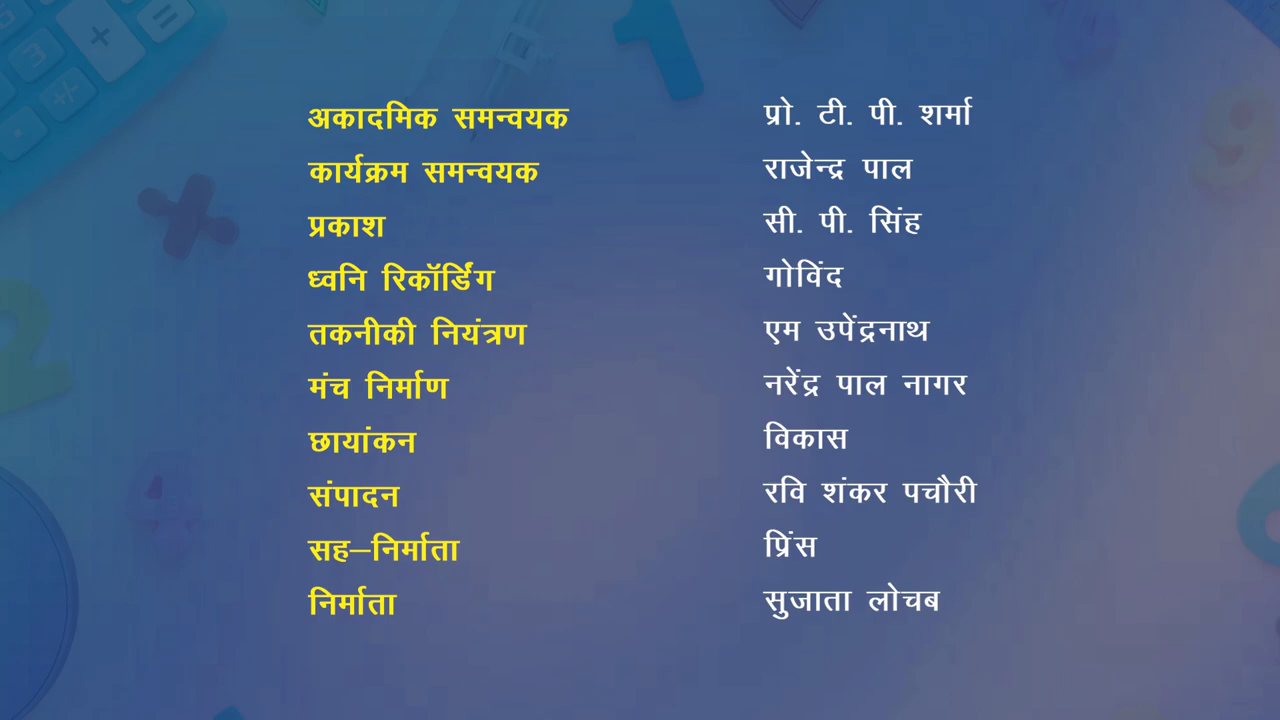 अकादमिक समन्वयक प्रो. टी. पी. शर्मा
कार्यक्रम समन्वयक राजेन्द्र पाल
प्रकाश सी. पी. सिंह
ध्वनि रिकॉर्डिंग गोविंद
तकनीकी नियंत्रण एम उपेंद्रनाथ
मंच निर्माण नरेंद्र पाल नागर
छायांकन विकास
संपादन रवि शंकर पचौरी
सह–निर्माता प्रिंस
निर्माता सुजाता लोचब